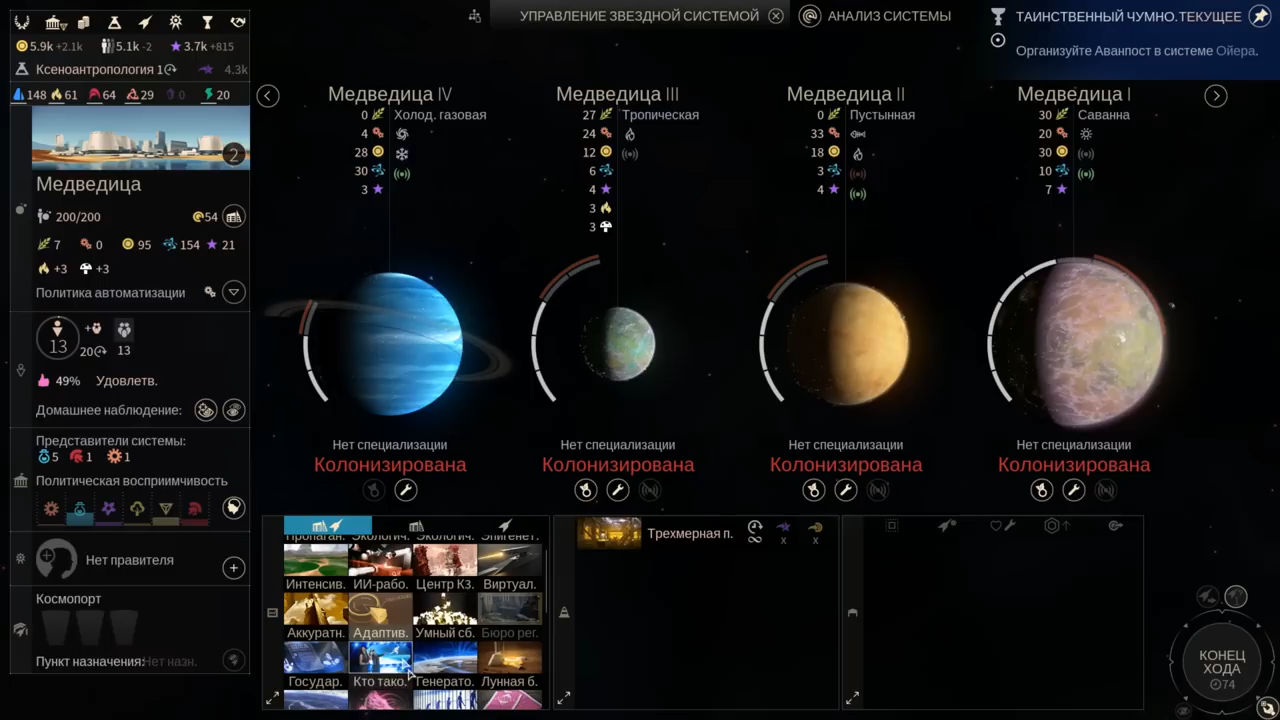 УПРАВЛЕНИЕ ЗВЕЗДНОЙ СИСТЕМОЙ
АНАЛИЗ СИСТЕМЫ
ТАИНСТВЕННЫЙ ЧУМНО.ТЕКУЩЕЕ
Организуйте Аванпост в системе Ойера.
5.9k +2.1k 5.1k -2 3.7k +815
Ксеноантропология 1 4.3k
148 61 64 29 0 20
2
Медведица
200/200 54
7 0 95 154 21
+3 +3
Политика автоматизации
13 20 13
49% Удовлетв.
Домашнее наблюдение:
Представители системы:
5 1 1
Политическая восприимчивость
Нет правителя
Космопорт
Пункт назначения: Нет назн.
Медведица IV
0 Холод. газовая
4
28
30
3
Нет специализации
Колонизирована
Медведица III
27 Тропическая
24
12
6
4
3
3
Нет специализации
Колонизирована
Медведица II
0 Пустынная
33
18
3
4
Нет специализации
Колонизирована
Медведица I
30 Саванна
20
30
10
7
Нет специализации
Колонизирована
Пропаган. Экологич. Экологич. Эпигенет.
Интенсив. ИИ-рабо. Центр КЗ. Виртуал.
Аккуратн. Адаптив. Умный сб. Бюро рег.
Государ. Кто тако. Генерато. Лунная б.
Трехмерная п. x x
КОНЕЦ
ХОДА
74